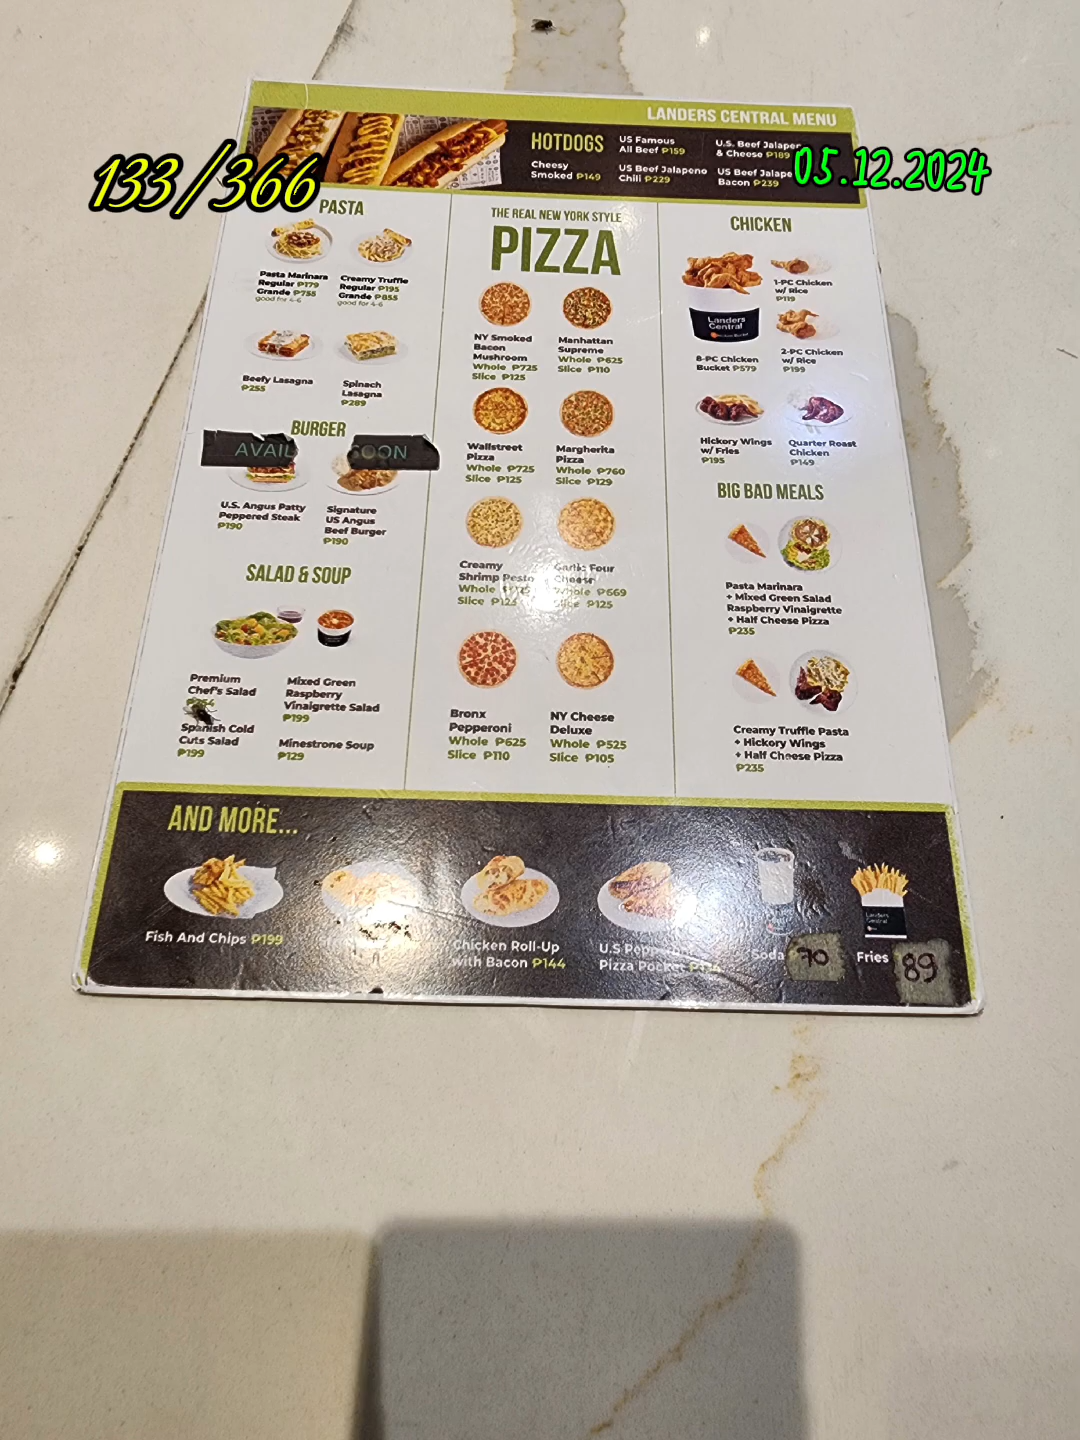 LANDERS CENTRAL MENU
133/366
05.12.2024
HOTDOGS
Cheesy
Smoked ₱149
US Famous
All Beef ₱159
US Beef Jalapeno
Chili ₱229
U.S. Beef
& Cheese ₱189
US Beef
Bacon ₱239
PASTA
Pasta Marinara
Regular ₱179
Grande ₱755
good for 4-6
Creamy Truffle
Regular ₱195
Grande ₱855
good for 4-6
Beefy Lasagna
₱255
Spinach
Lasagna
₱289
BURGER
AVAIL
SOON
U.S. Angus Patty
Peppered Steak
₱190
Signature
US Angus
Beef Burger
₱190
SALAD & SOUP
Premium
Chef's Salad
Mixed Green
Raspberry
Vinaigrette Salad
₱199
Spanish Cold
Cuts Salad
₱199
Minestrone Soup
₱129
THE REAL NEW YORK STYLE
PIZZA
NY Smoked
Bacon
Mushroom
Whole ₱725
Slice ₱125
Manhattan
Supreme
Whole ₱625
Slice ₱110
Wallstreet
Pizza
Whole ₱725
Slice ₱125
Margherita
Pizza
Whole ₱760
Slice ₱129
Creamy
Shrimp Pesto
Whole
Slice ₱125
Garlic Four
Cheese
Whole ₱669
Slice ₱125
Bronx
Pepperoni
Whole ₱625
Slice ₱110
NY Cheese
Deluxe
Whole ₱525
Slice ₱105
CHICKEN
Landers
Central
1-PC Chicken
w/ Rice
₱119
8-PC Chicken
Bucket ₱579
2-PC Chicken
w/ Rice
₱199
Hickory Wings
w/ Fries
₱195
Quarter Roast
Chicken
₱149
BIG BAD MEALS
Pasta Marinara
+ Mixed Green Salad
Raspberry Vinaigrette
+ Half Cheese Pizza
₱235
Creamy Truffle Pasta
+ Hickory Wings
+ Half Cheese Pizza
₱235
AND MORE...
Fish And Chips ₱199
Chicken Roll-Up
with Bacon ₱144
U.S
Pizza Pocket
Soda 70
Landers
Central
Fries 89